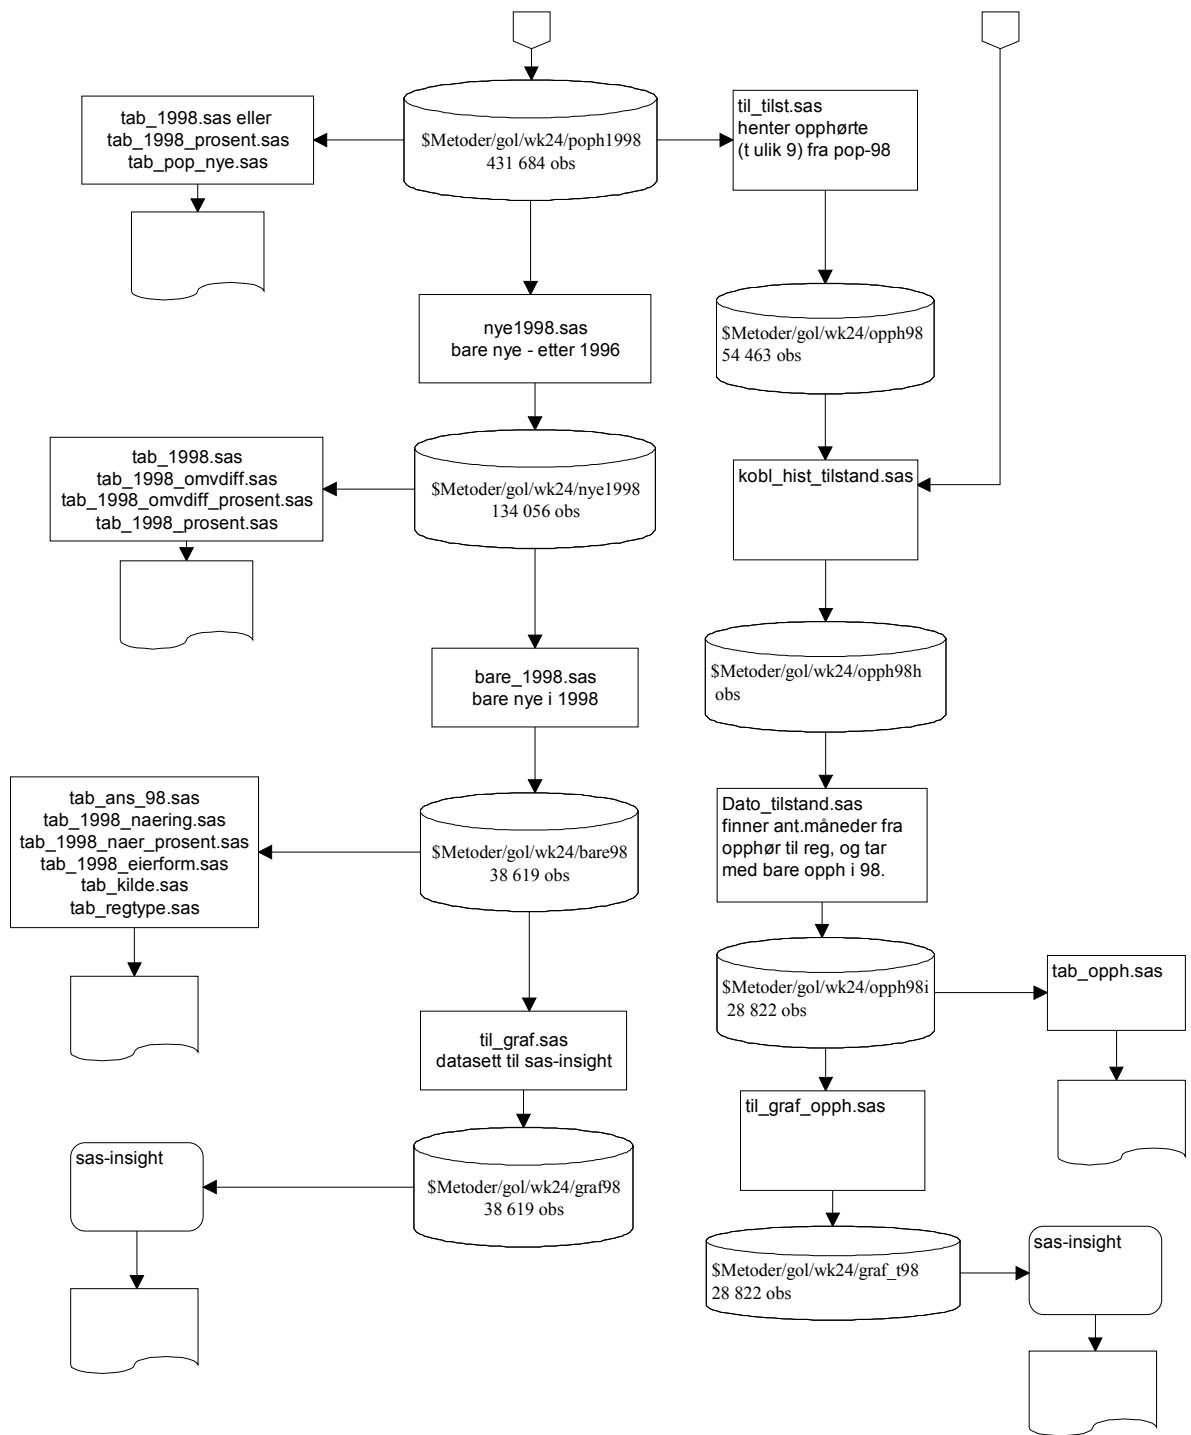 tab_1998.sas eller
tab_1998_prosent.sas
tab_pop_nye.sas
$Metoder/gol/wk24/poph1998
431 684 obs
til_tilst.sas
henter opphørte
(t ulik 9) fra pop-98
nye1998.sas
bare nye - etter 1996
$Metoder/gol/wk24/opph98
54 463 obs
tab_1998.sas
tab_1998_omvdiff.sas
tab_1998_omvdiff_prosent.sas
tab_1998_prosent.sas
$Metoder/gol/wk24/nye1998
134 056 obs
kobl_hist_tilstand.sas
bare_1998.sas
bare nye i 1998
$Metoder/gol/wk24/opph98h
obs
tab_ans_98.sas
tab_1998_naering.sas
tab_1998_naer_prosent.sas
tab_1998_eierform.sas
tab_kilde.sas
tab_regtype.sas
$Metoder/gol/wk24/bare98
38 619 obs
Dato_tilstand.sas
finner ant.måneder fra
opphør til reg, og tar
med bare opph i 98.
$Metoder/gol/wk24/opph98i
28 822 obs
tab_opph.sas
til_graf.sas
datasett til sas-insight
til_graf_opph.sas
sas-insight
$Metoder/gol/wk24/graf98
38 619 obs
$Metoder/gol/wk24/graf_t98
28 822 obs
sas-insight